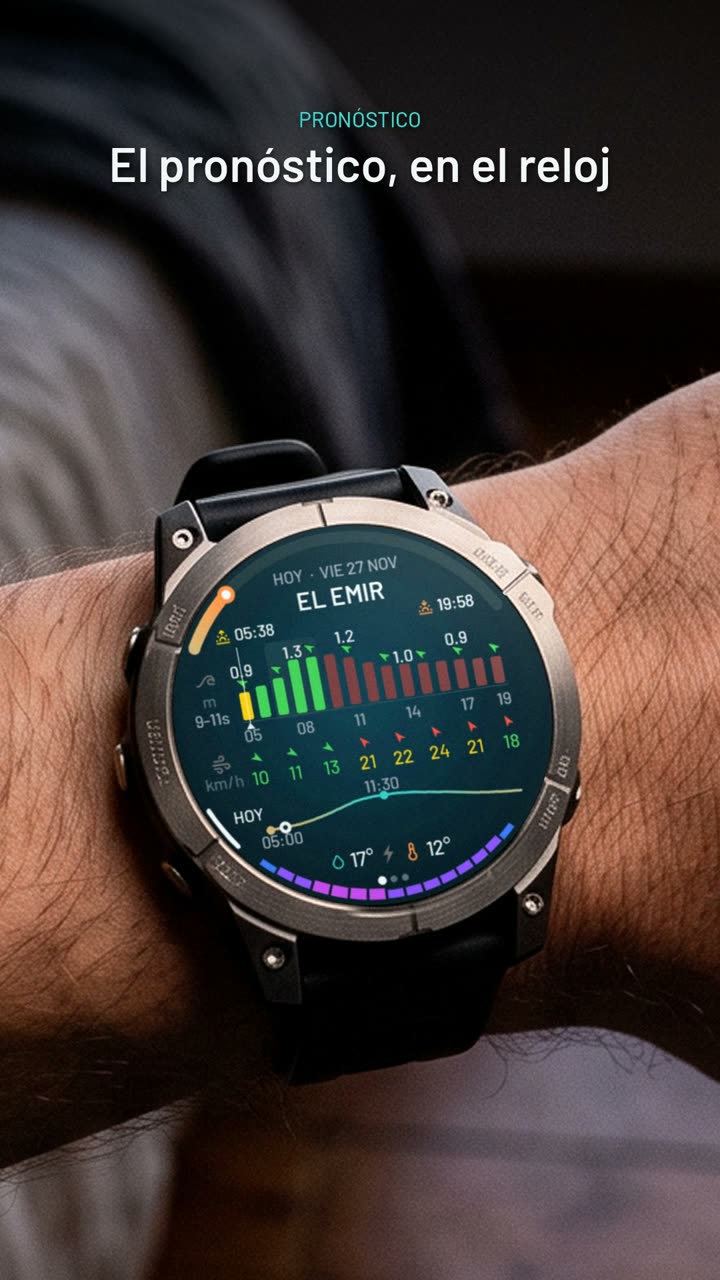 PRONÓSTICO
El pronóstico, en el reloj
HOY · VIE 27 NOV
EL EMIR
05:38
19:58
0.9 1.3 1.2 1.0 0.9
m
9-11s
05 08 11 14 17 19
km/h
10 11 13 21 22 24 21 18
HOY
11:30
05:00
17° 12°